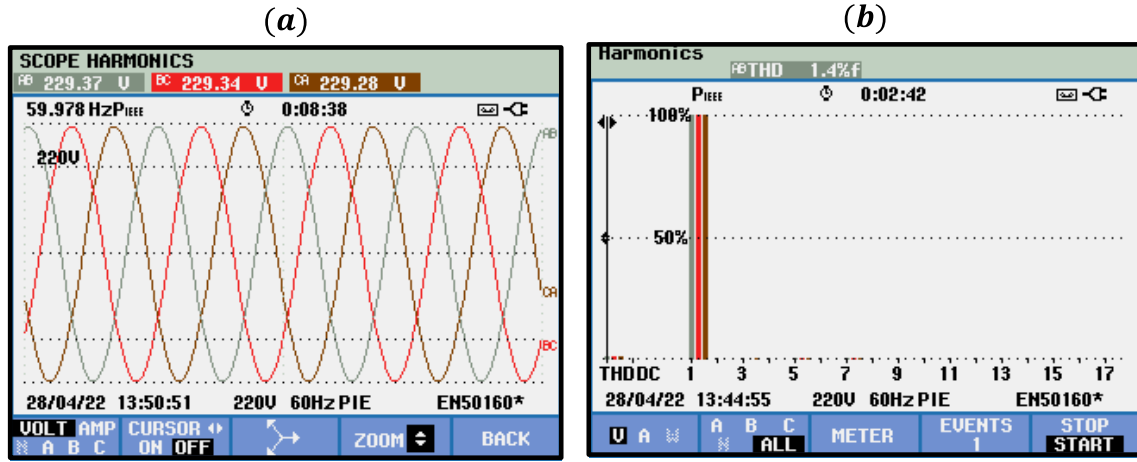 (a)
SCOPE HARMONICS
AB 229.37 V BC 229.34 V CA 229.28 V
59.978 HzPIEEE 0:08:38
AB
220V
CA
BC
28/04/22 13:50:51 220V 60Hz PIE EN50160*
VOLT AMP CURSOR ZOOM BACK
N A B C ON OFF
(b)
Harmonics
AB THD 1.4%f
PIEEE 0:02:42
100%
50%
THDDC 1 3 5 7 9 11 13 15 17
28/04/22 13:44:55 220V 60Hz PIE EN50160*
V A W A B C METER EVENTS STOP
N ALL 1 START